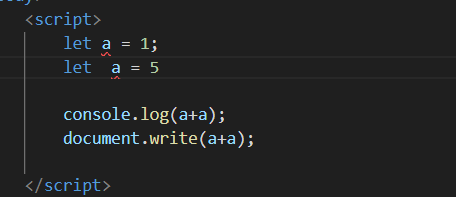 <script>
let a = 1;
let  a = 5
console.log(a+a);
document.write(a+a);
</script>